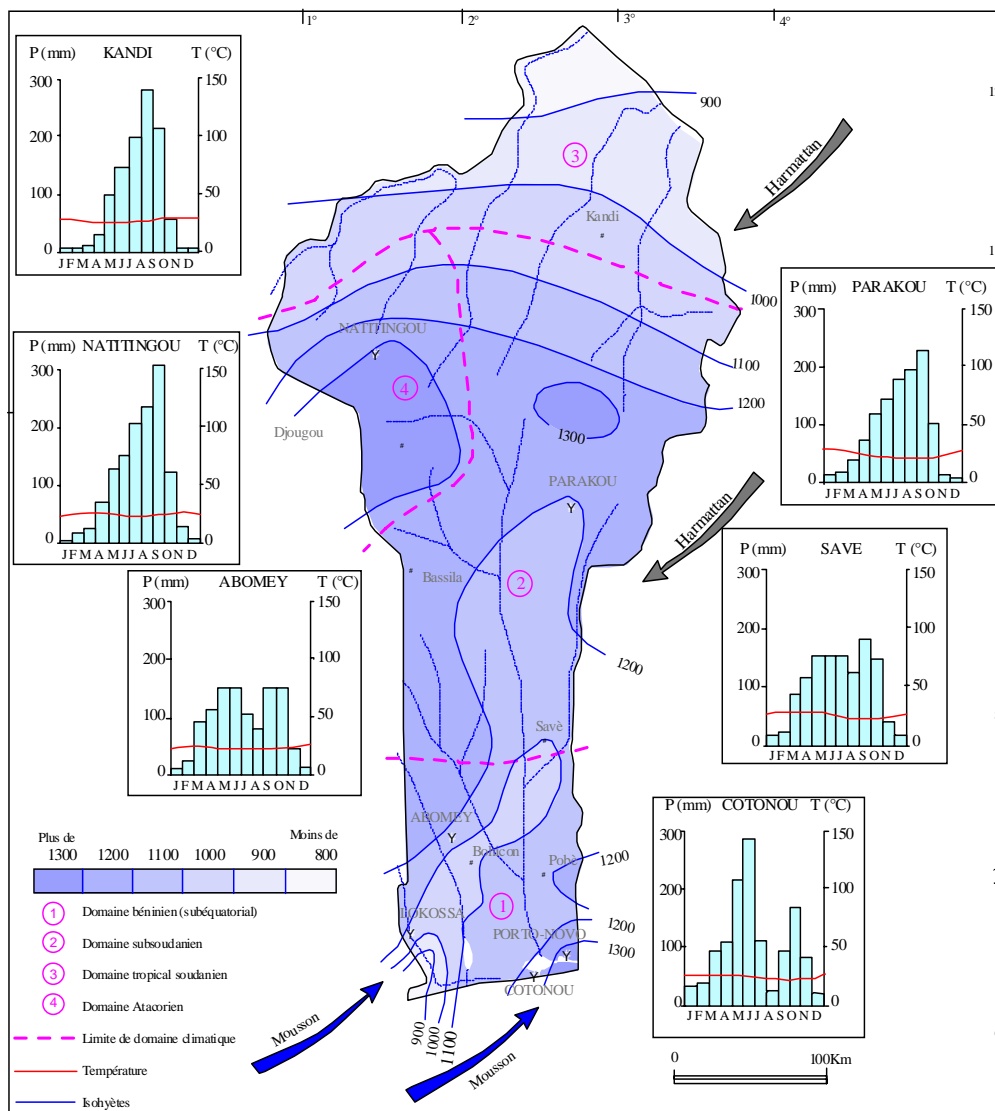 1° 2° 3° 4°
P (mm) KANDI T (°C)
300 150
200 100
100 50
0 0
JFMAMJJASOND
900
3
Harmattan
Kandi
1000
P (mm) NATITINGOU T (°C)
300 150
200 100
100 50
0 0
JFMAMJJASOND
NATITINGOU
Y
4
Djougou
1100
1200
1300
P (mm) PARAKOU T (°C)
300 150
200 100
100 50
0 0
JFMAMJJASOND
PARAKOU
Y
Harmattan
Bassila
2
1200
P (mm) ABOMEY T (°C)
300 150
200 100
100 50
0 0
JFMAMJJASOND
P (mm) SAVE T (°C)
300 150
200 100
100 50
0 0
JFMAMJJASOND
Savè
ABOMEY
Y
Bohicon
Pobè
1200
LOKOSSA
Y
1
PORTO-NOVO
Y
1200
1300
COTONOU
Y
900
1000
1100
Mousson
Mousson
P (mm) COTONOU T (°C)
300 150
200 100
100 50
0 0
JFMAMJJASOND
Plus de Moins de
1300 1200 1100 1000 900 800
1 Domaine béninien (subéquatorial)
2 Domaine subsoudanien
3 Domaine tropical soudanien
4 Domaine Atacorien
Limite de domaine climatique
Température
Isohyètes
0 100Km